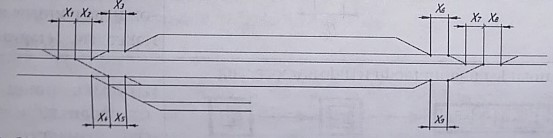 X₁ X₂ X₃ X₆ X₇ X₈
X₄ X₅ X₉